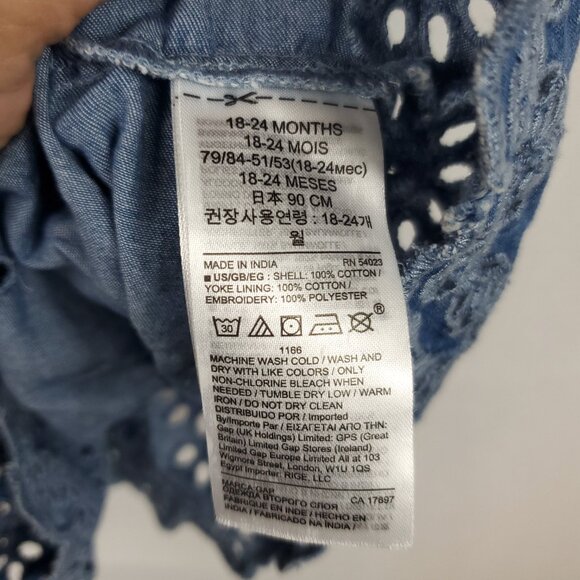 18-24 MONTHS
18-24 MOIS
79/84-51/53(18-24мес)
18-24 MESES
日本 90 CM
권장사용연령 : 18-24개
월
MADE IN INDIA RN 54023
■ US/GB/EG : SHELL: 100% COTTON /
YOKE LINING: 100% COTTON /
EMBROIDERY: 100% POLYESTER
30 ®
1166
MACHINE WASH COLD / WASH AND
DRY WITH LIKE COLORS / ONLY
NON-CHLORINE BLEACH WHEN
NEEDED / TUMBLE DRY LOW / WARM
IRON / DO NOT DRY CLEAN
DISTRIBUIDO POR / Imported
By/Importe Par / ΕΙΣΑΓΕΤΑΙ ΑΠΟ ΤΗΝ:
Gap (UK Holdings) Limited: GPS (Great
Britain) Limited Gap Stores (Ireland)
Limited Gap Europe Limited All at 103
Wigmore Street, London, W1U 1QS
Egypt Importer: RIGE, LLC
MARCA GAP
ОДЕЖДА ВТОРОГО СЛОЯ CA 17897
FABRIQUE EN INDE / HECHO EN
INDIA / FABRICADO NA ÍNDIA /